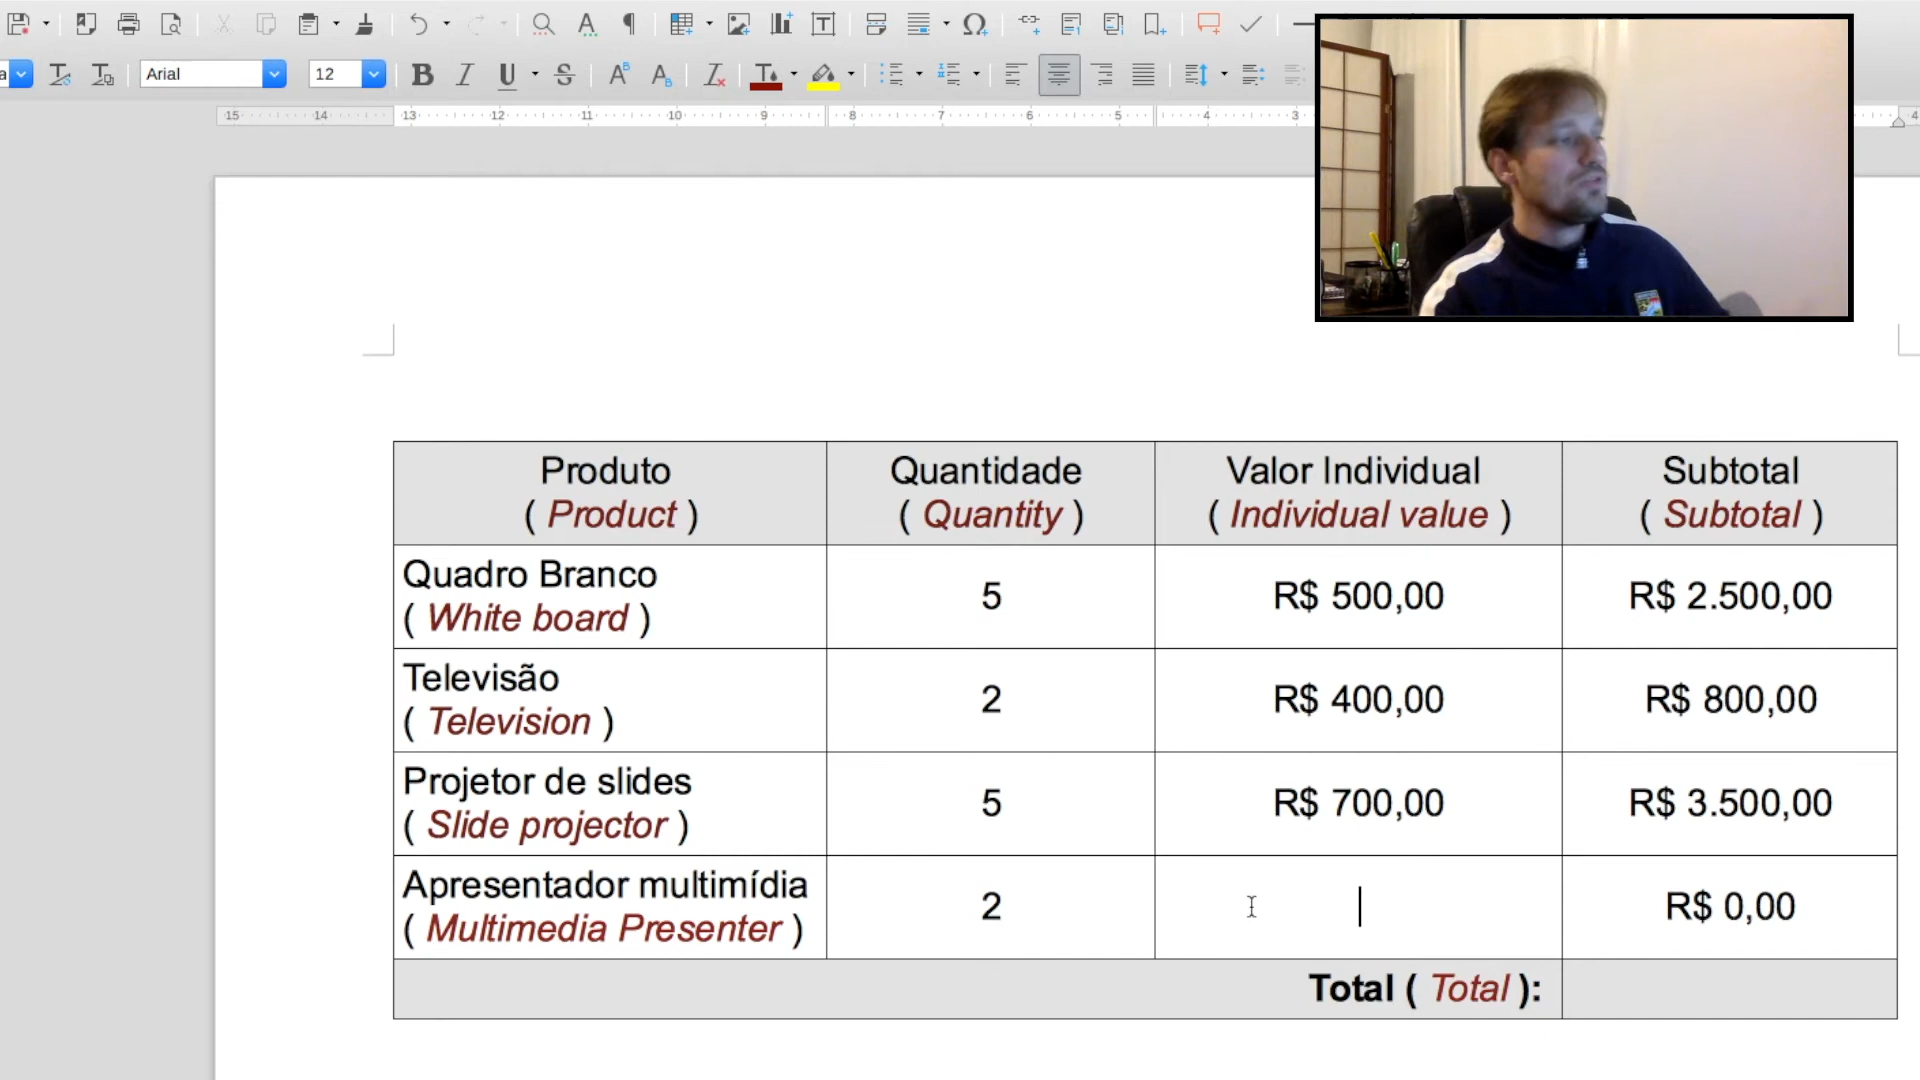 a
Arial
12
15 14 13 12 11 10 9 8 7 6 5 4 3 4
Produto
( Product )
Quantidade
( Quantity )
Valor Individual
( Individual value )
Subtotal
( Subtotal )
Quadro Branco
( White board )
5
R$ 500,00
R$ 2.500,00
Televisão
( Television )
2
R$ 400,00
R$ 800,00
Projetor de slides
( Slide projector )
5
R$ 700,00
R$ 3.500,00
Apresentador multimídia
( Multimedia Presenter )
2
R$ 0,00
Total ( Total ):